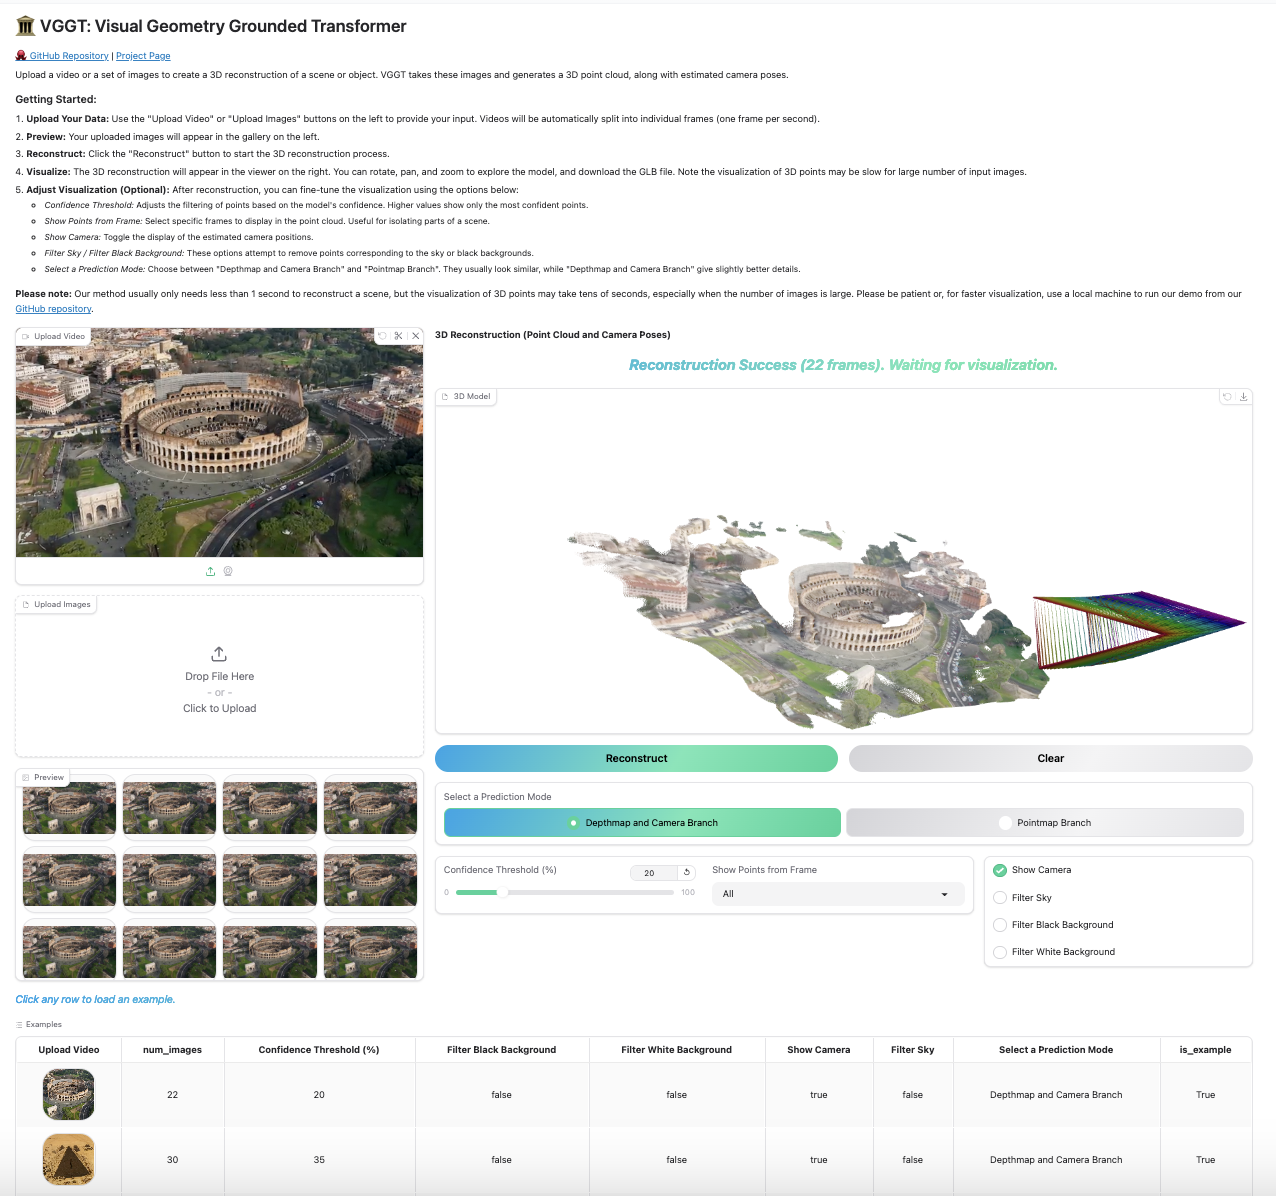 VGGT: Visual Geometry Grounded Transformer
GitHub Repository | Project Page
Upload a video or a set of images to create a 3D reconstruction of a scene or object. VGGT takes these images and generates a 3D point cloud, along with estimated camera poses.
Getting Started:
1. Upload Your Data: Use the "Upload Video" or "Upload Images" buttons on the left to provide your input. Videos will be automatically split into individual frames (one frame per second).
2. Preview: Your uploaded images will appear in the gallery on the left.
3. Reconstruct: Click the "Reconstruct" button to start the 3D reconstruction process.
4. Visualize: The 3D reconstruction will appear in the viewer on the right. You can rotate, pan, and zoom to explore the model, and download the GLB file. Note the visualization of 3D points may be slow for large number of input images.
5. Adjust Visualization (Optional): After reconstruction, you can fine-tune the visualization using the options below:
Confidence Threshold: Adjusts the filtering of points based on the model's confidence. Higher values show only the most confident points.
Show Points from Frame: Select specific frames to display in the point cloud. Useful for isolating parts of a scene.
Show Camera: Toggle the display of the estimated camera positions.
Filter Sky / Filter Black Background: These options attempt to remove points corresponding to the sky or black backgrounds.
Select a Prediction Mode: Choose between "Depthmap and Camera Branch" and "Pointmap Branch". They usually look similar, while "Depthmap and Camera Branch" give slightly better details.
Please note: Our method usually only needs less than 1 second to reconstruct a scene, but the visualization of 3D points may take tens of seconds, especially when the number of images is large. Please be patient or, for faster visualization, use a local machine to run our demo from our
GitHub repository.
Upload Video
3D Reconstruction (Point Cloud and Camera Poses)
Reconstruction Success (22 frames). Waiting for visualization.
3D Model
Upload Images
Drop File Here
- or -
Click to Upload
Preview
Reconstruct
Clear
Select a Prediction Mode
Depthmap and Camera Branch
Pointmap Branch
Confidence Threshold (%)
20
0
100
Show Points from Frame
All
Show Camera
Filter Sky
Filter Black Background
Filter White Background
Click any row to load an example.
Examples
Upload Video num_images Confidence Threshold (%) Filter Black Background Filter White Background Show Camera Filter Sky Select a Prediction Mode is_example
22 20 false false true false Depthmap and Camera Branch True
30 35 false false true false Depthmap and Camera Branch True